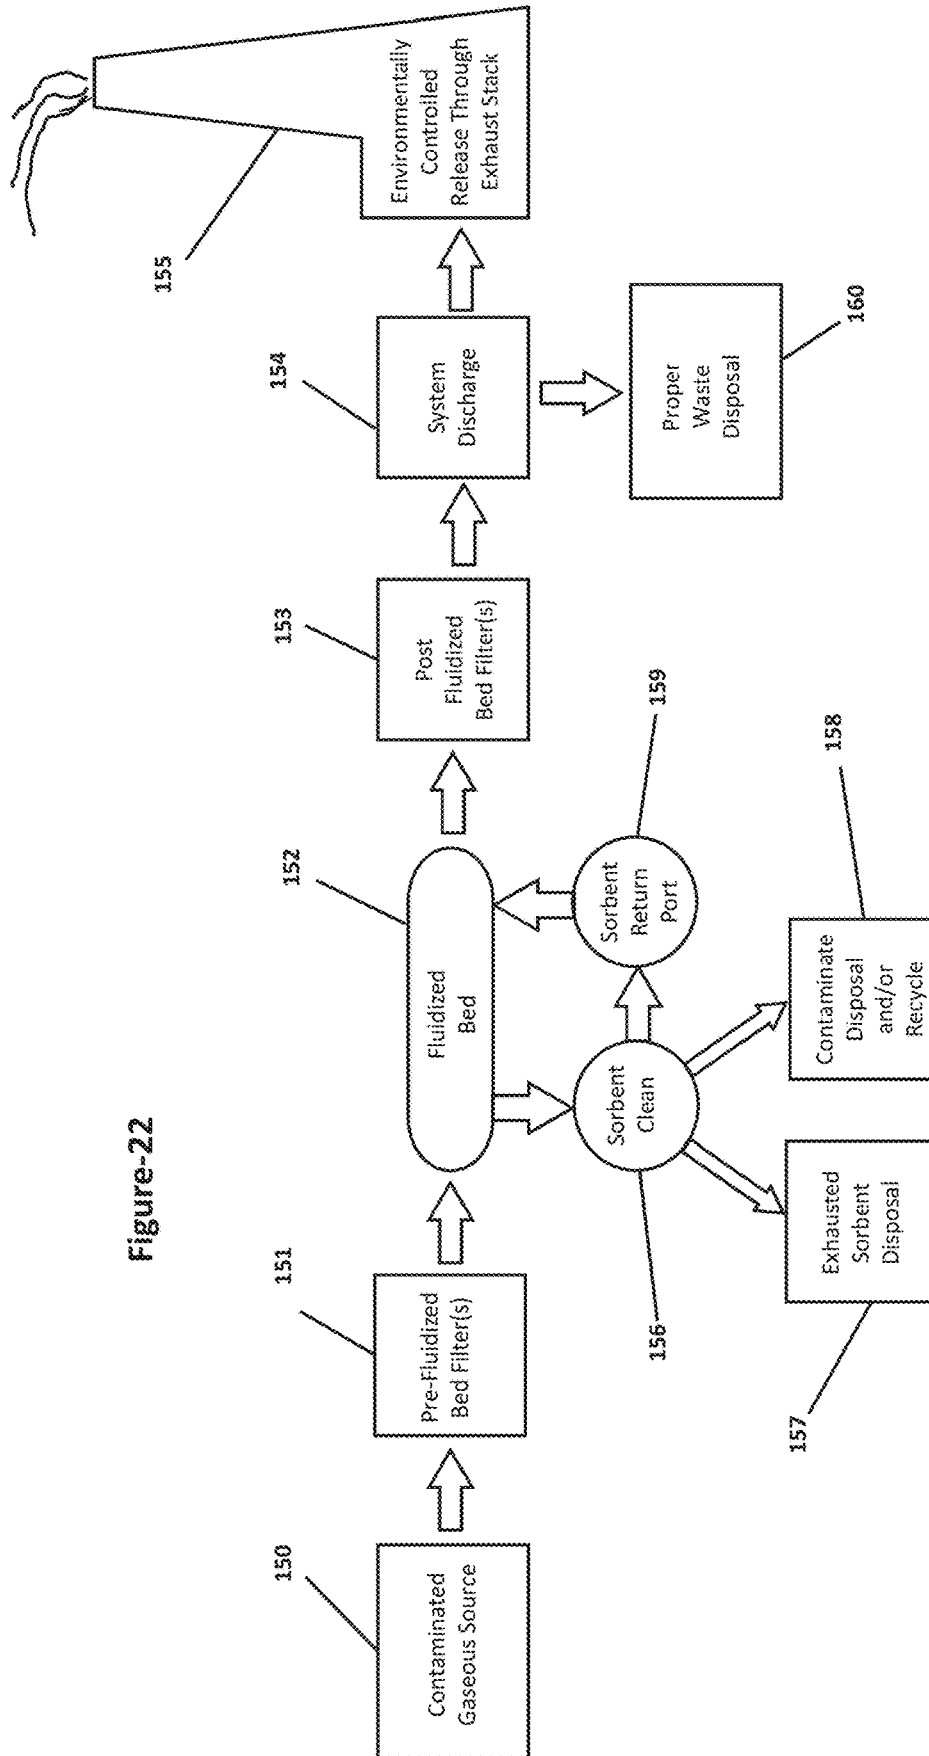 Figure-22
150
Contaminated
Gaseous Source
151
Pre-Fluidized
Bed Filter(s)
152
Fluidized
Bed
153
Post
Fluidized
Bed Filter(s)
154
System
Discharge
155
Environmentally
Controlled
Release Through
Exhaust Stack
156
Sorbent
Clean
159
Sorbent
Return
Port
160
Proper
Waste
Disposal
157
Exhausted
Sorbent
Disposal
158
Contaminate
Disposal
and/or
Recycle